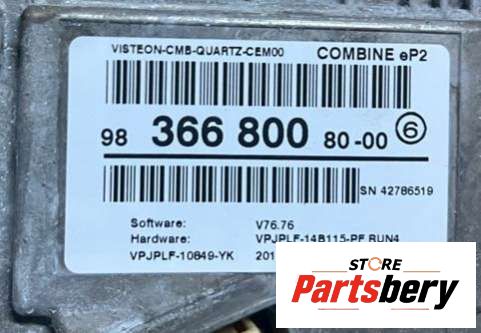 VISTEON-CMB-QUARTZ-CEM00 COMBINE eP2
98 366 800 80-00 6
SN 42786519
Software: V76.76
Hardware: VPJPLF-14B115-PF RUN4
VPJPLF-10849-YK 201
STORE
Partsbery